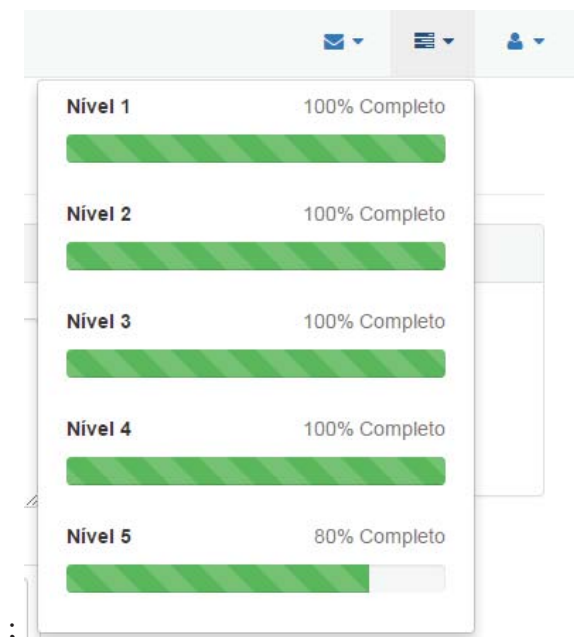 Nível 1 100% Completo
Nível 2 100% Completo
Nível 3 100% Completo
Nível 4 100% Completo
Nível 5 80% Completo
: